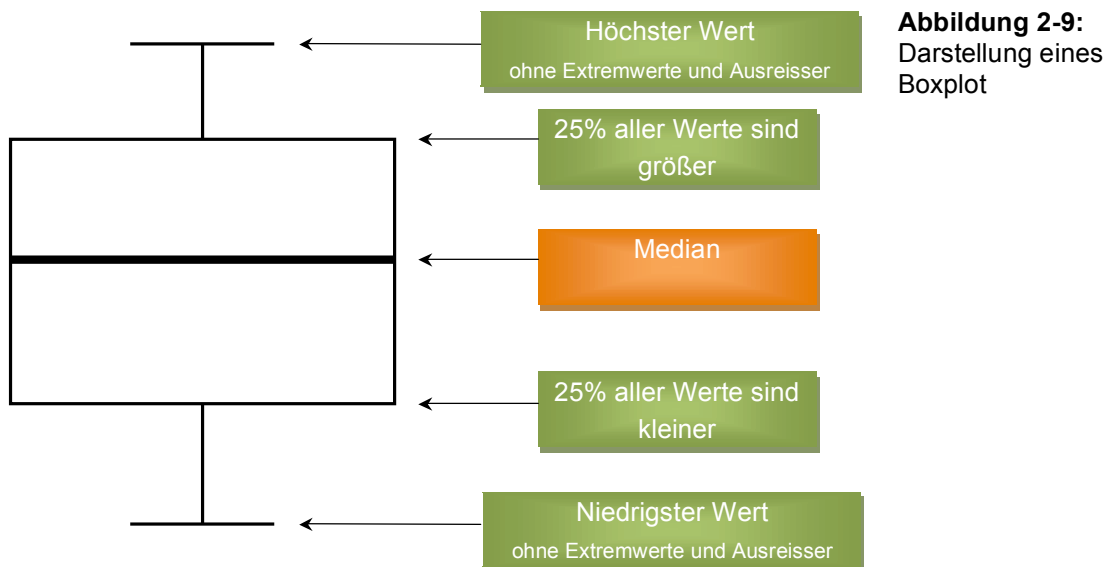 Höchster Wert
ohne Extremwerte und Ausreisser
Abbildung 2-9:
Darstellung eines
Boxplot
25% aller Werte sind
größer
Median
25% aller Werte sind
kleiner
Niedrigster Wert
ohne Extremwerte und Ausreisser